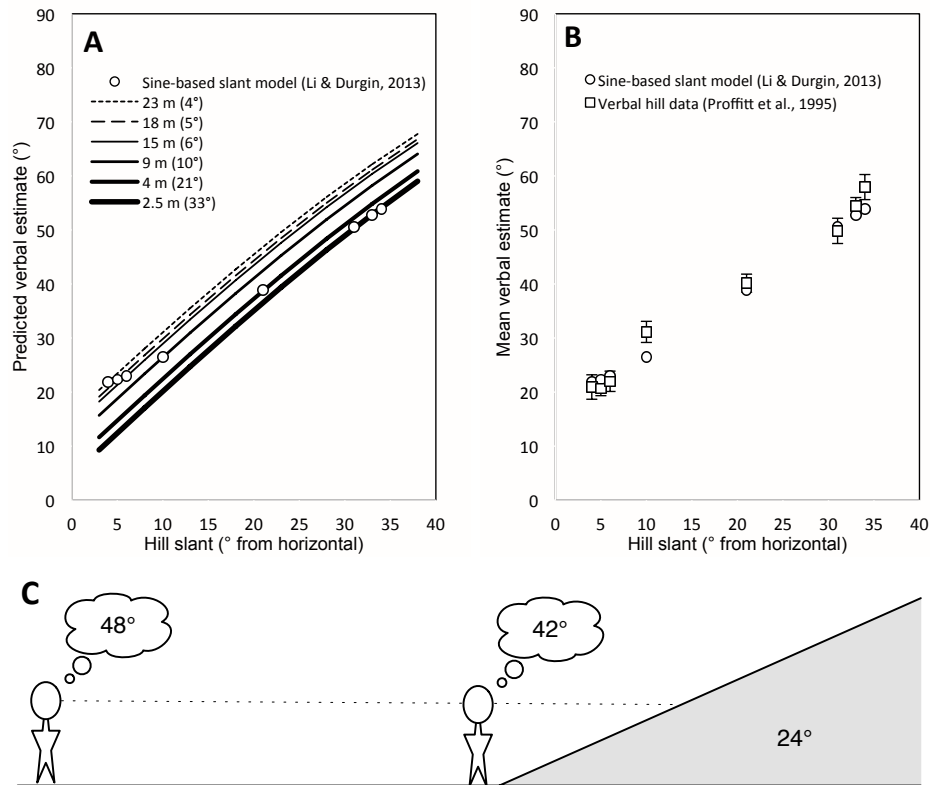 A
Predicted verbal estimate (°)
90
80
70
60
50
40
30
20
10
0
Sine-based slant model (Li & Durgin, 2013)
23 m (4°)
18 m (5°)
15 m (6°)
9 m (10°)
4 m (21°)
2.5 m (33°)
0 5 10 15 20 25 30 35 40
Hill slant (° from horizontal)
B
Mean verbal estimate (°)
90
80
70
60
50
40
30
20
10
0
Sine-based slant model (Li & Durgin, 2013)
Verbal hill data (Proffitt et al., 1995)
0 5 10 15 20 25 30 35 40
Hill slant (° from horizontal)
C
48°
42°
24°